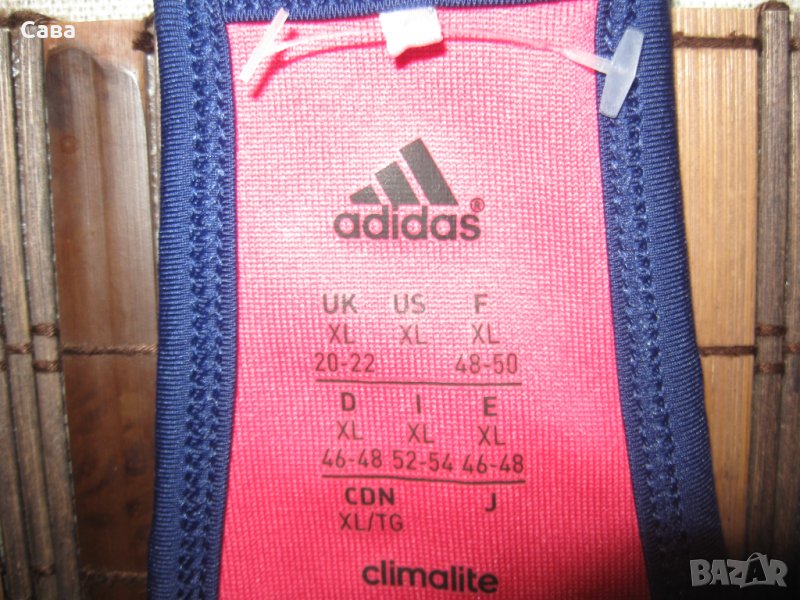 Сава
adidas®
UK US F
XL XL XL
20-22 48-50
D I E
XL XL XL
46-48 52-54 46-48
CDN J
XL/TG
climalite
BAZAR